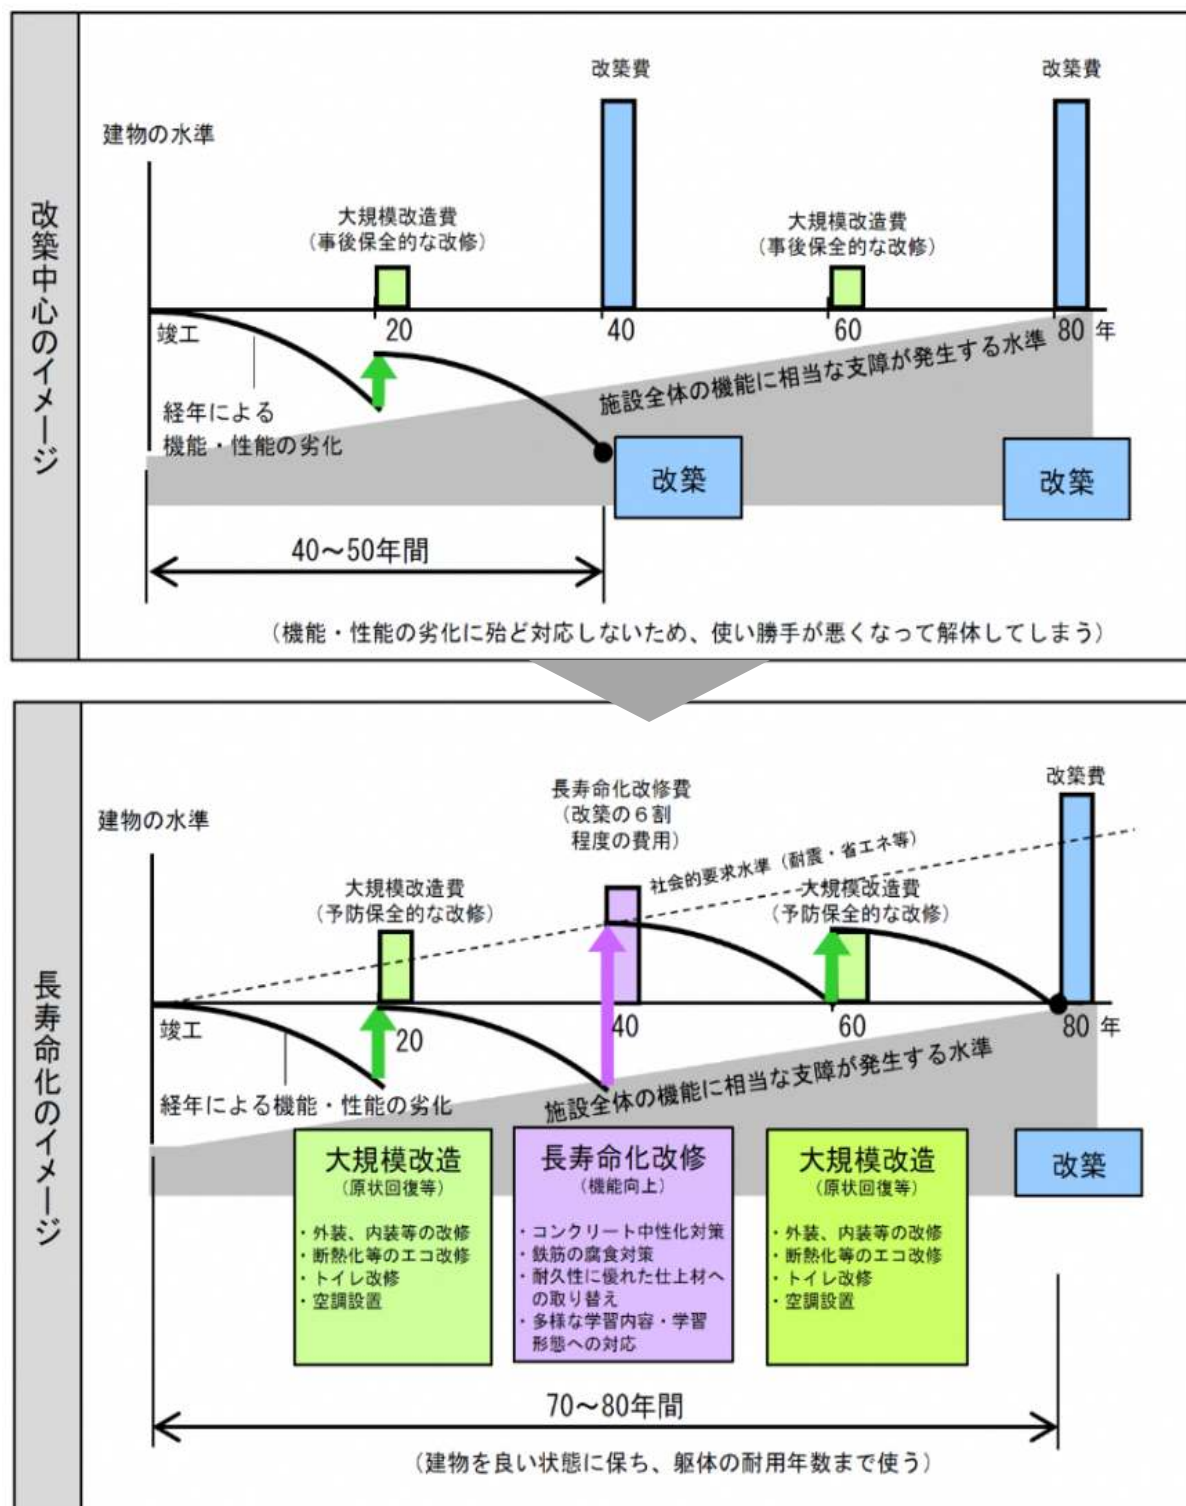 改築中心のイメージ
改築費
改築費
建物の水準
大規模改造費
（事後保全的な改修）
大規模改造費
（事後保全的な改修）
竣工
20
40
60
80 年
経年による
機能・性能の劣化
施設全体の機能に相当な支障が発生する水準
改築
改築
40～50年間
（機能・性能の劣化に殆ど対応しないため、使い勝手が悪くなって解体してしまう）
長寿命化のイメージ
改築費
長寿命化改修費
（改築の６割
程度の費用）
建物の水準
社会的要求水準（耐震・省エネ等）
大規模改造費
（予防保全的な改修）
大規模改造費
（予防保全的な改修）
竣工
20
40
60
80 年
経年による機能・性能の劣化
施設全体の機能に相当な支障が発生する水準
大規模改造
（原状回復等）
・外装、内装等の改修
・断熱化等のエコ改修
・トイレ改修
・空調設置
長寿命化改修
（機能向上）
・コンクリート中性化対策
・鉄筋の腐食対策
・耐久性に優れた仕上材へ
の取り替え
・多様な学習内容・学習
形態への対応
大規模改造
（原状回復等）
・外装、内装等の改修
・断熱化等のエコ改修
・トイレ改修
・空調設置
改築
70～80年間
（建物を良い状態に保ち、躯体の耐用年数まで使う）